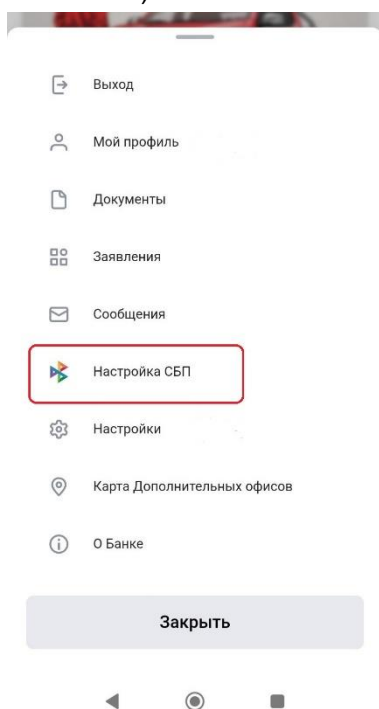 Выход
Мой профиль
Документы
Заявления
Сообщения
Настройка СБП
Настройки
Карта Дополнительных офисов
О Банке
Закрыть